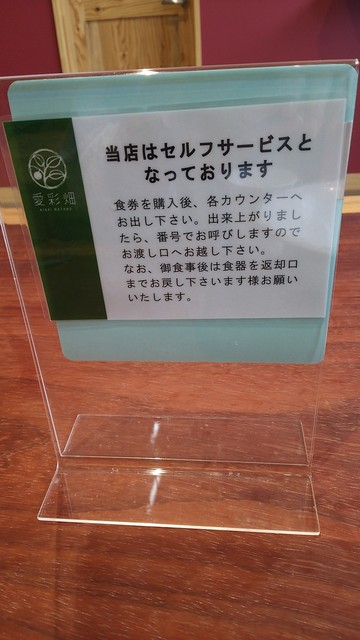 愛彩畑
当店はセルフサービスと
なっております
食券を購入後、各カウンターへ
お出し下さい。出来上がりまし
たら、番号でお呼びしますので
お渡し口へお越し下さい。
なお、御食事後は食器を返却口
までお戻し下さいます様お願い
いたします。